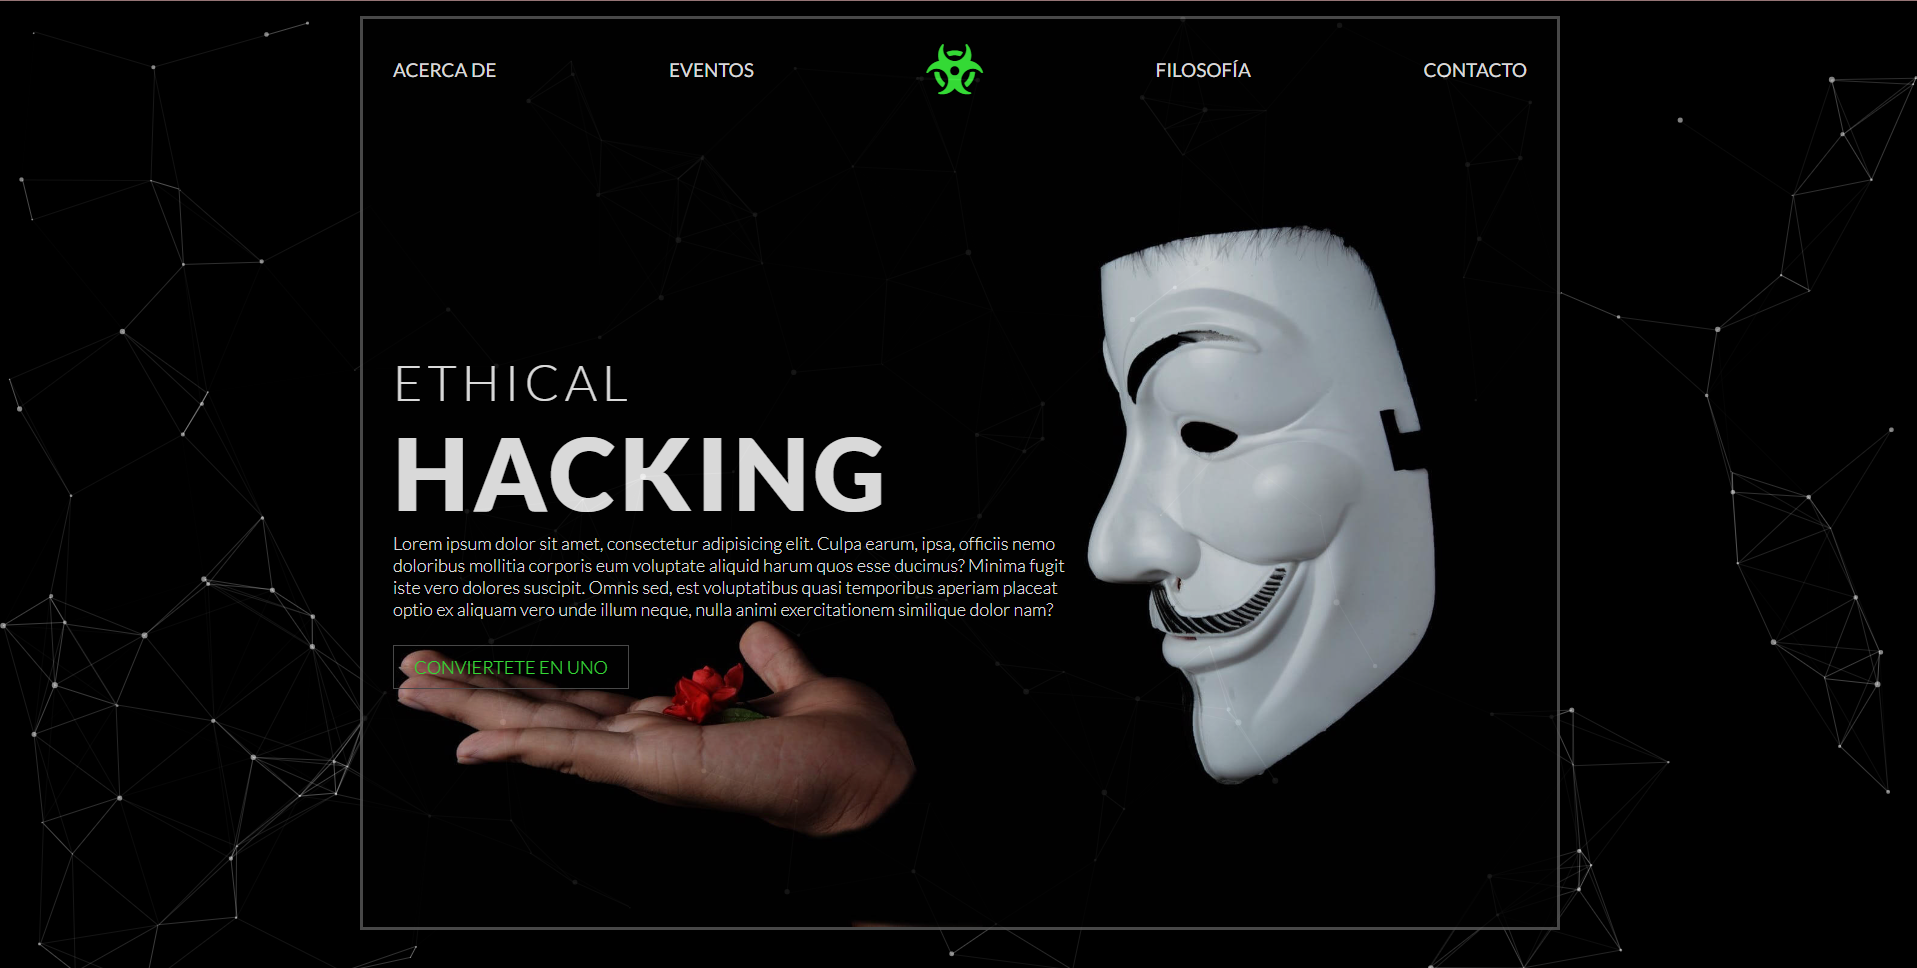 ACERCA DE
EVENTOS
FILOSOFÍA
CONTACTO
ETHICAL
HACKING
Lorem ipsum dolor sit amet, consectetur adipisicing elit. Culpa earum, ipsa, officiis nemo
doloribus mollitia corporis eum voluptate aliquid harum quos esse ducimus? Minima fugit
iste vero dolores suscipit. Omnis sed, est voluptatibus quasi temporibus aperiam placeat
optio ex aliquam vero unde illum neque, nulla animi exercitationem similique dolor nam?
CONVIERTETE EN UNO